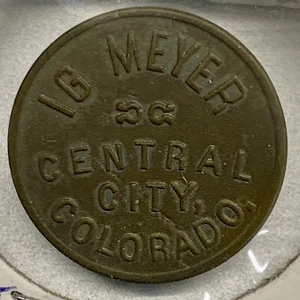 IG MEYER
CENTRAL
CITY,
COLORADO.